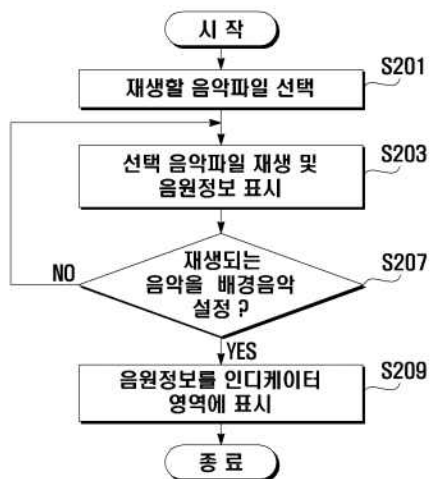 시 작
S201
재생할 음악파일 선택
S203
선택 음악파일 재생 및
음원정보 표시
S207
재생되는
음악을 배경음악
설정 ?
NO
YES
S209
음원정보를 인디케이터
영역에 표시
종 료